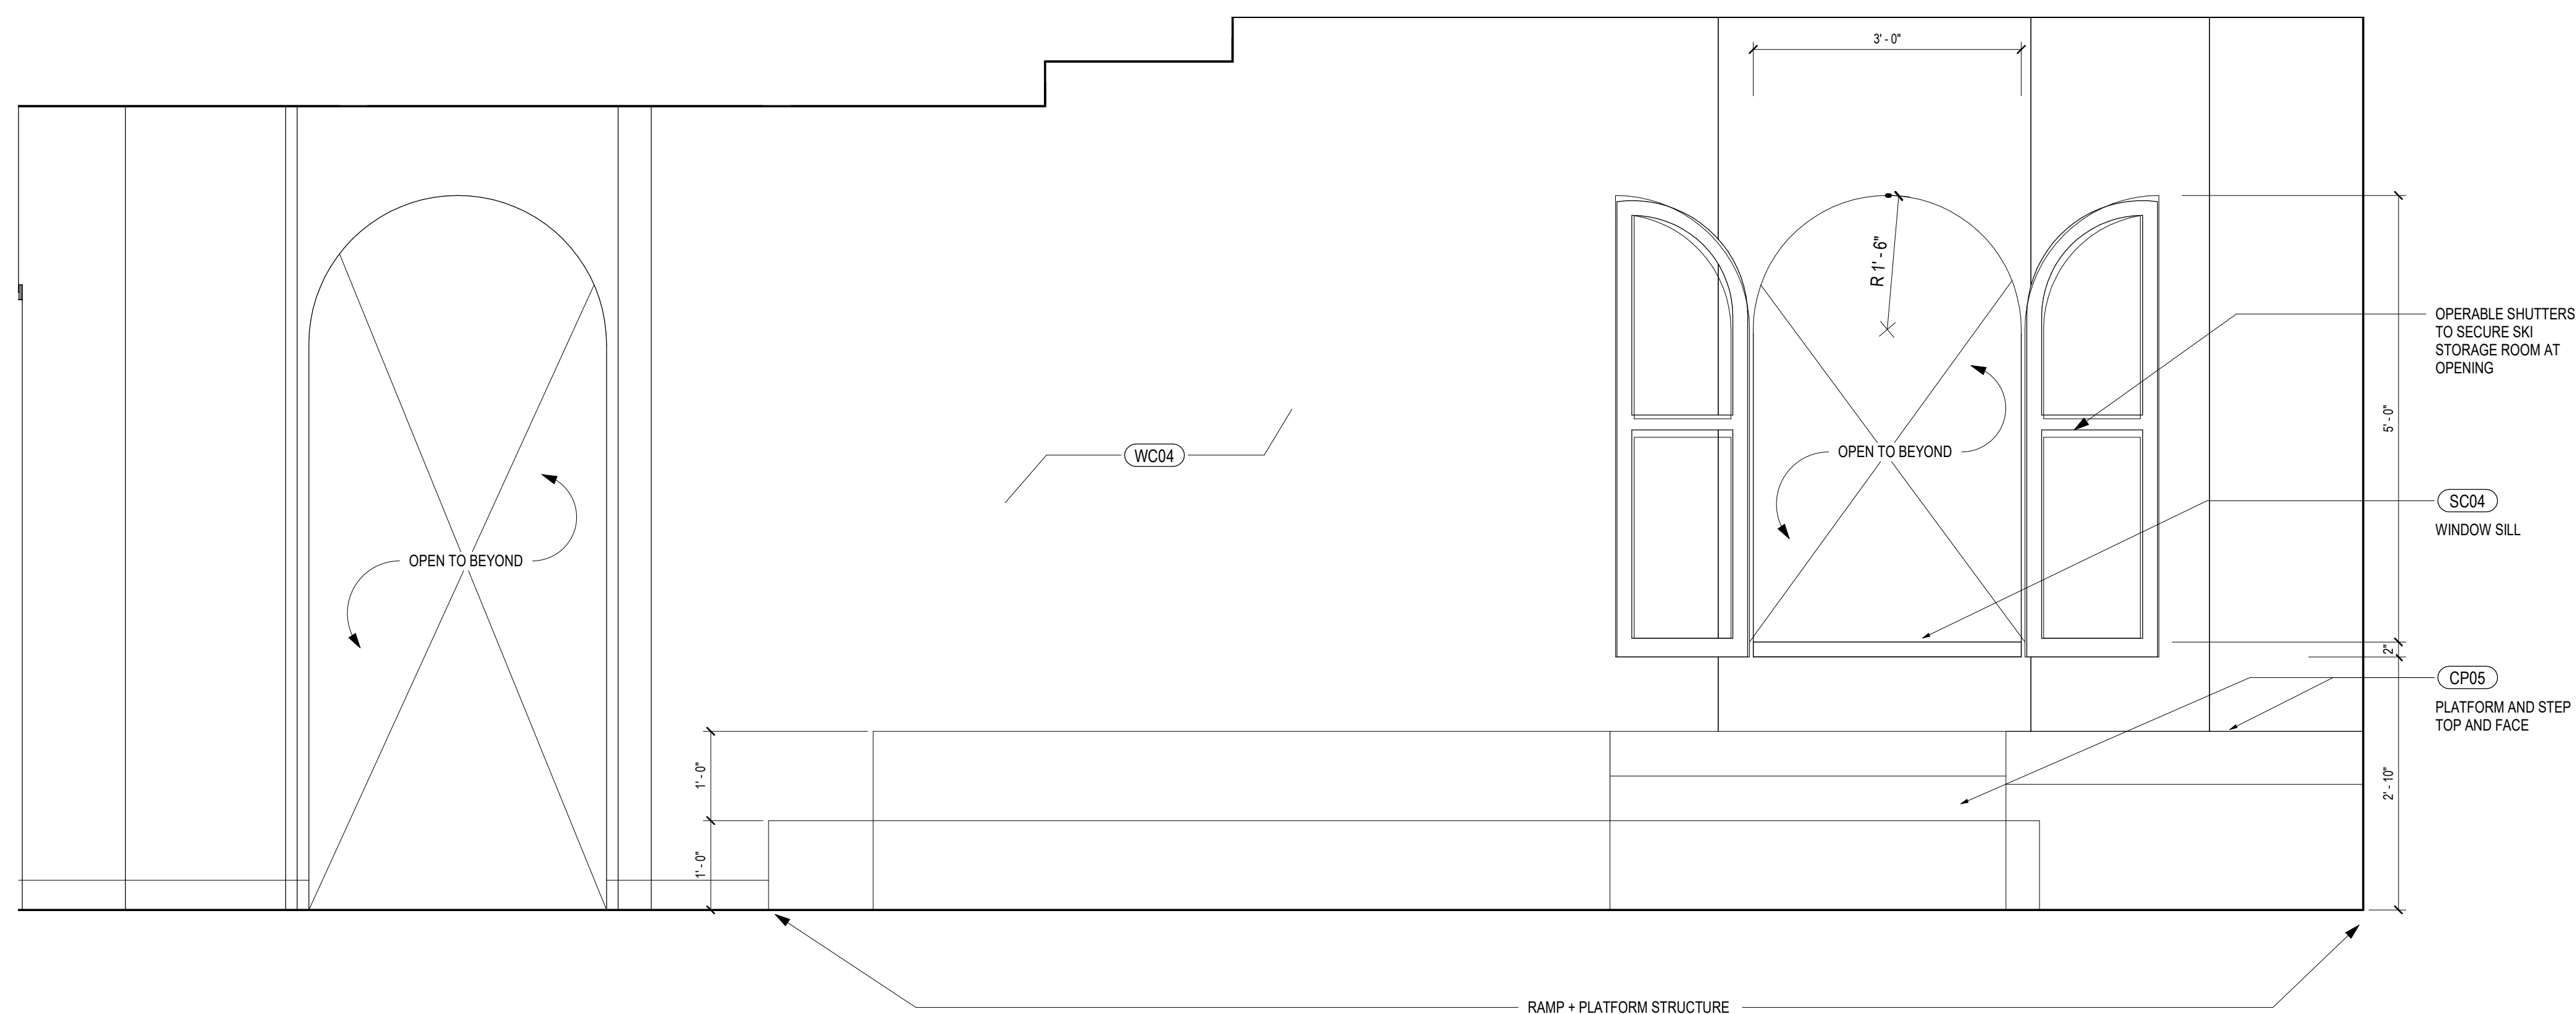 3' - 0"
R 1' - 6"
OPERABLE SHUTTERS
TO SECURE SKI
STORAGE ROOM AT
OPENING
5' - 0"
WC04
OPEN TO BEYOND
SC04
WINDOW SILL
OPEN TO BEYOND
2"
CP05
PLATFORM AND STEP
TOP AND FACE
1' - 0"
2' - 10"
1' - 0"
RAMP + PLATFORM STRUCTURE